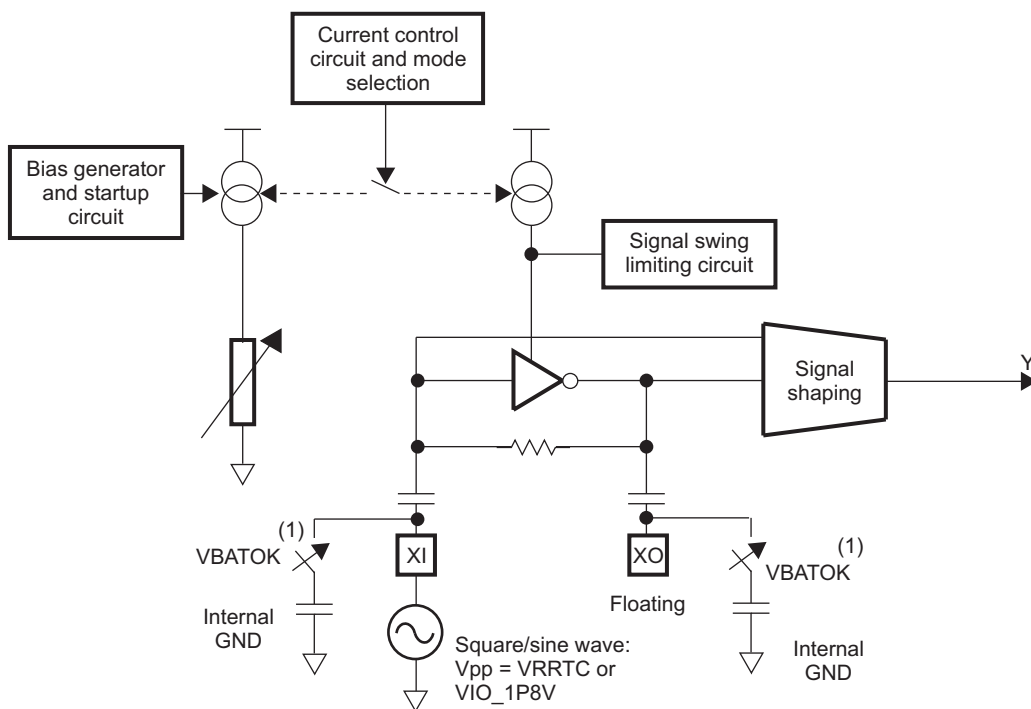 Current control
circuit and mode
selection
Bias generator
and startup
circuit
Signal swing
limiting circuit
Signal
shaping
Y
(1)
VBATOK
XI
XO
(1)
VBATOK
Floating
Internal
GND
Square/sine wave:
Vpp = VRRTC or
VIO_1P8V
Internal
GND